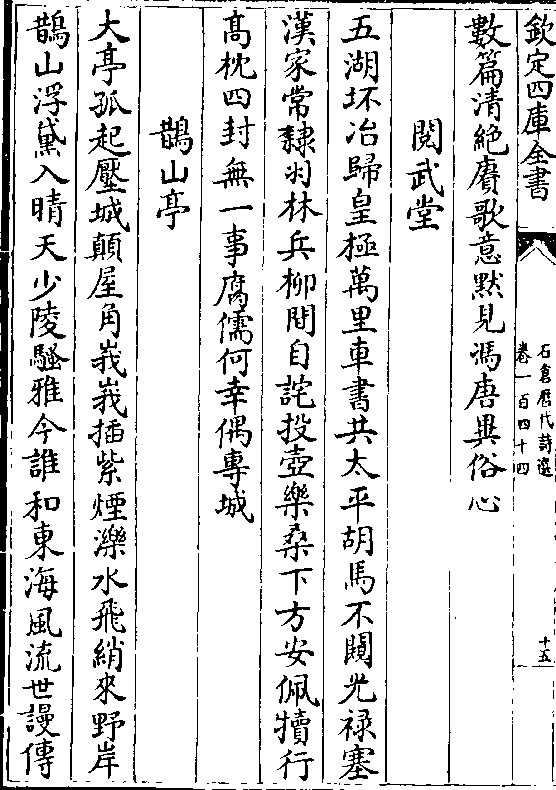 欽定四庫全書
石倉歷代詩選
卷一百四十四
十五
數篇清絶賡歌意默見馮唐異俗心
閱武堂
五湖坏冶歸皇極萬里車書共太平胡馬不闚光禄塞
漢家常隸羽林兵柳間自詫投壺樂桑下方安佩犢行
髙枕四封無一事腐儒何幸偶專城
鵲山亭
大亭孤起壓城顛屋角峩峩插紫煙濼水飛綃來野岸
鵲山浮黛入晴天少陵騷雅今誰和東海風流世謾傳